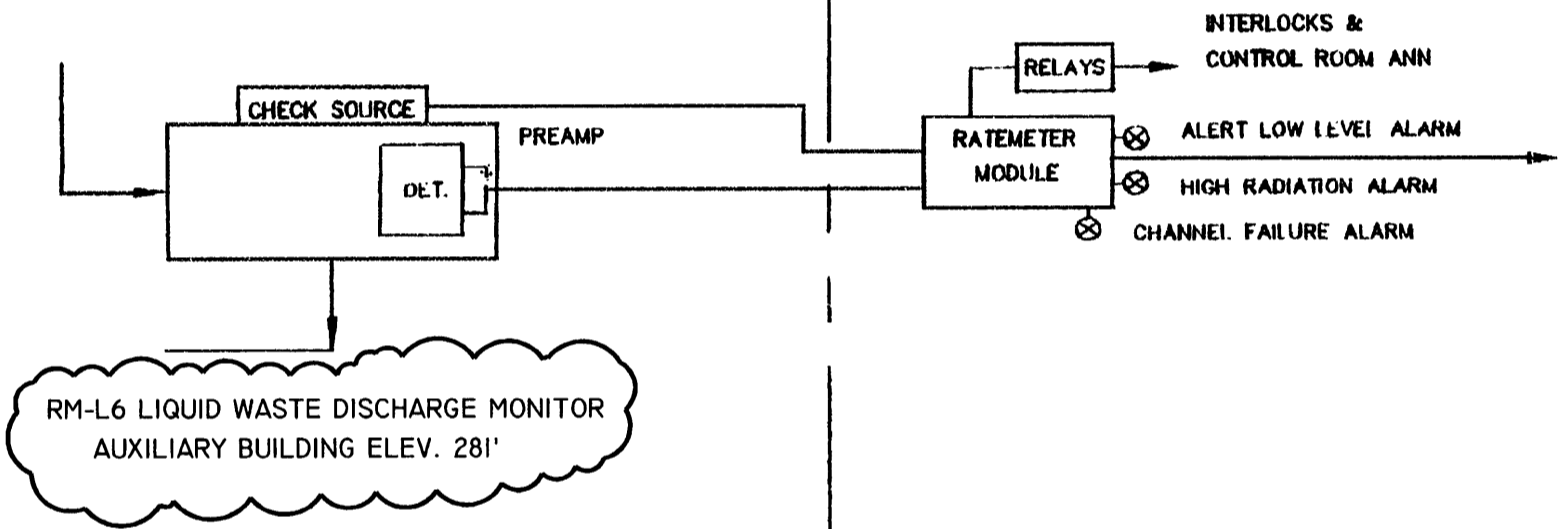 INTERLOCKS &
CONTROL ROOM ANN
RELAYS
CHECK SOURCE
PREAMP
DET.
RATEMETER
MODULE
ALERT LOW LEVEL ALARM
HIGH RADIATION ALARM
CHANNEL FAILURE ALARM
RM-L6 LIQUID WASTE DISCHARGE MONITOR
AUXILIARY BUILDING ELEV. 281'